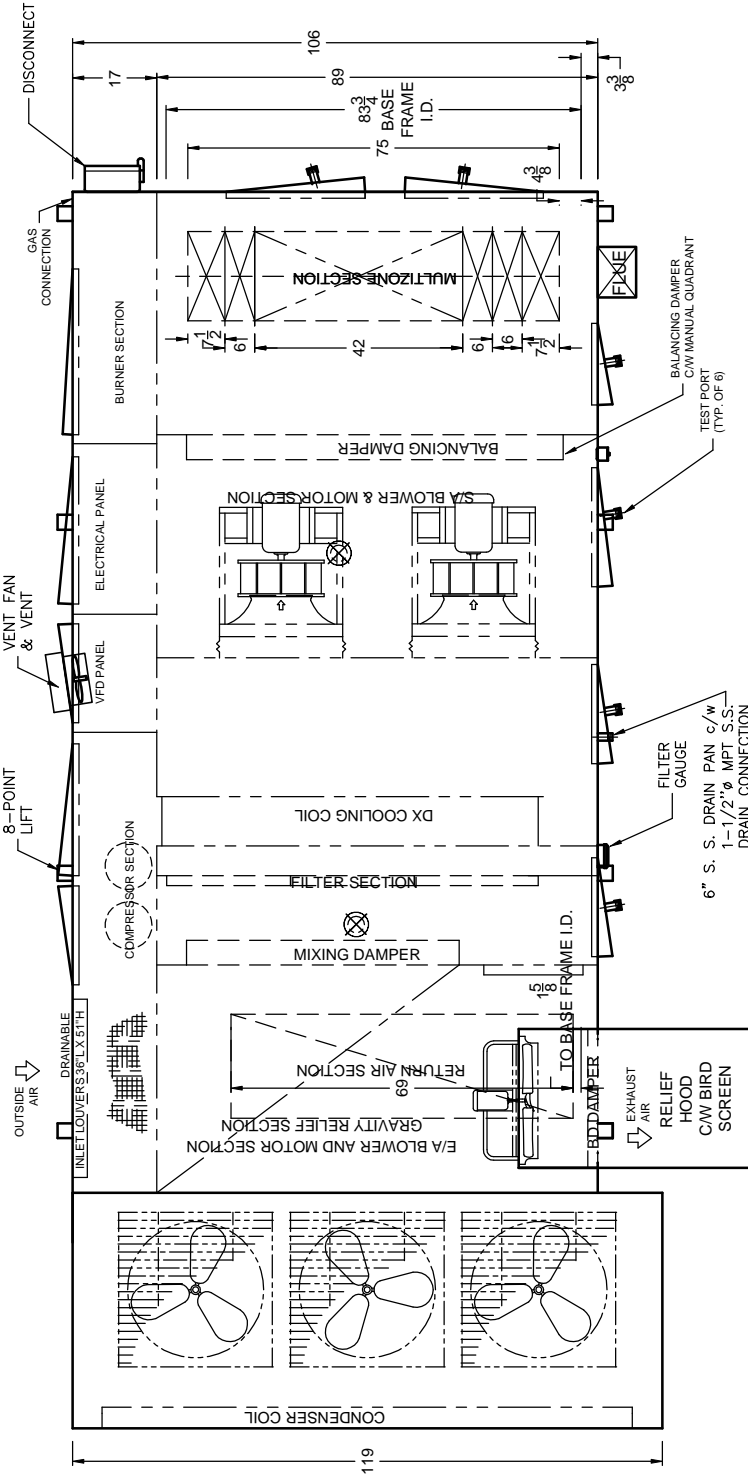 DISCONNECT
106
17
89
83 3/4
BASE
FRAME
I.D.
75
3 3/8
4 3/8
GAS
CONNECTION
BURNER SECTION
MULTIZONE SECTION
7 1/2
6
42
6
6
7 1/2
FLUE
BALANCING DAMPER
C/W MANUAL QUADRANT
TEST PORT
(TYP. OF 6)
BALANCING DAMPER
ELECTRICAL PANEL
S/A BLOWER & MOTOR SECTION
VENT FAN
& VENT
VFD PANEL
8-POINT
LIFT
COMPRESSOR SECTION
DX COOLING COIL
FILTER SECTION
FILTER
GAUGE
6" S. S. DRAIN PAN c/w
1-1/2"ø MPT S.S.
DRAIN CONNECTION
MIXING DAMPER
OUTSIDE
AIR
DRAINABLE
INLET LOUVERS 36"L X 51"H
1 5/8
TO BASE FRAME I.D.
RETURN AIR SECTION
69
GRAVITY RELIEF SECTION
E/A BLOWER AND MOTOR SECTION
BD DAMPER
EXHAUST
AIR
RELIEF
HOOD
C/W BIRD
SCREEN
CONDENSER COIL
119